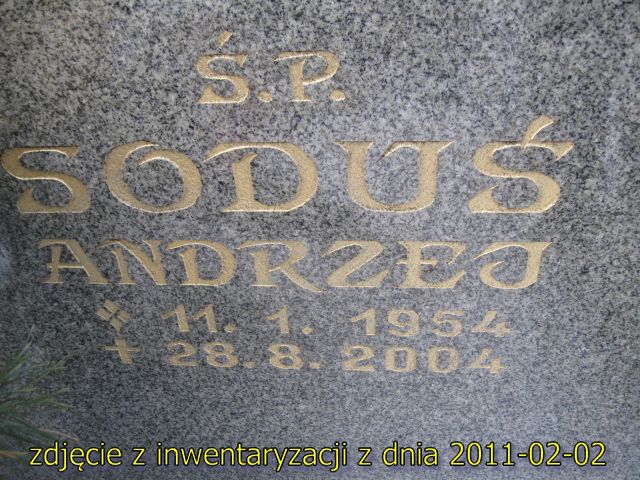 Ś.P.
SODUŚ
ANDRZEJ
11. 1. 1954
+ 28.8.2004
zdjęcie z inwentaryzacji z dnia 2011-02-02